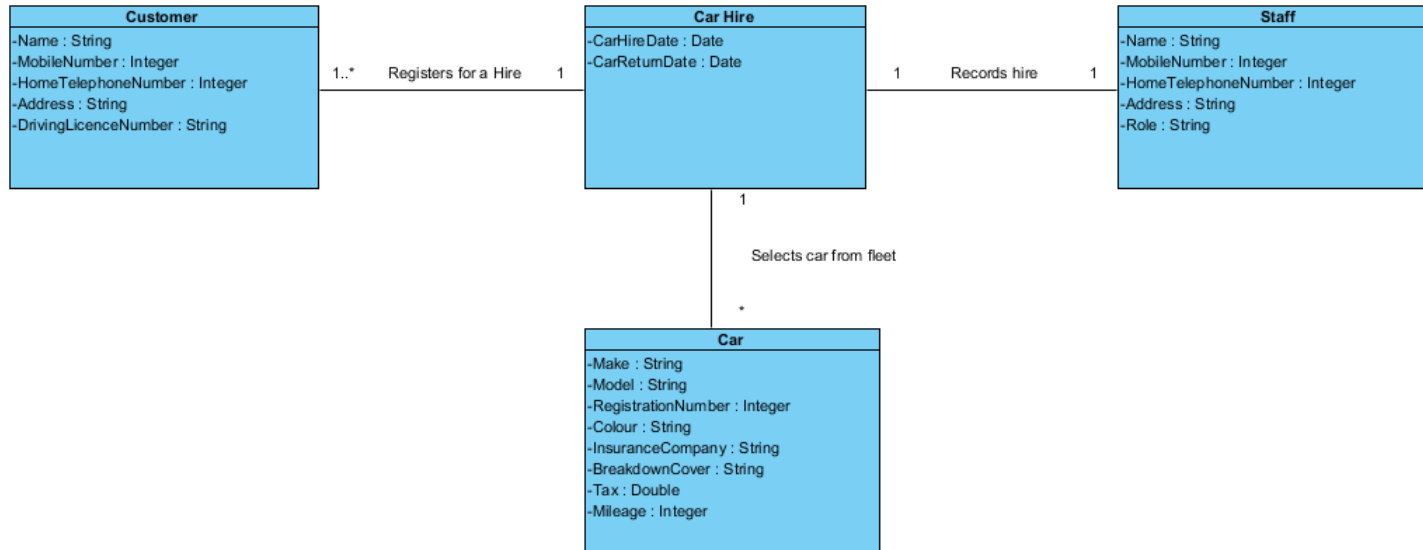 Customer
-Name : String
-MobileNumber : Integer
-HomeTelephoneNumber : Integer
-Address : String
-DrivingLicenceNumber : String
1..* Registers for a Hire 1
Car Hire
-CarHireDate : Date
-CarReturnDate : Date
1 Records hire 1
Staff
-Name : String
-MobileNumber : Integer
-HomeTelephoneNumber : Integer
-Address : String
-Role : String
1
Selects car from fleet
*
Car
-Make : String
-Model : String
-RegistrationNumber : Integer
-Colour : String
-InsuranceCompany : String
-BreakdownCover : String
-Tax : Double
-Mileage : Integer